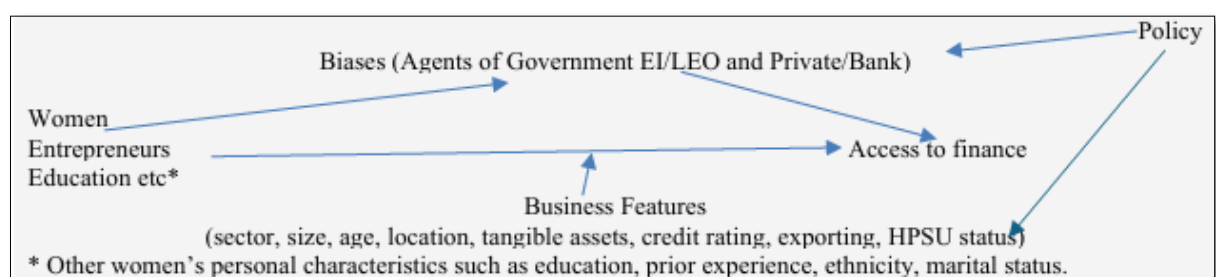 Policy
Biases (Agents of Government EI/LEO and Private/Bank)
Women
Entrepreneurs
Access to finance
Education etc*
Business Features
(sector, size, age, location, tangible assets, credit rating, exporting, HPSU status)
* Other women's personal characteristics such as education, prior experience, ethnicity, marital status.